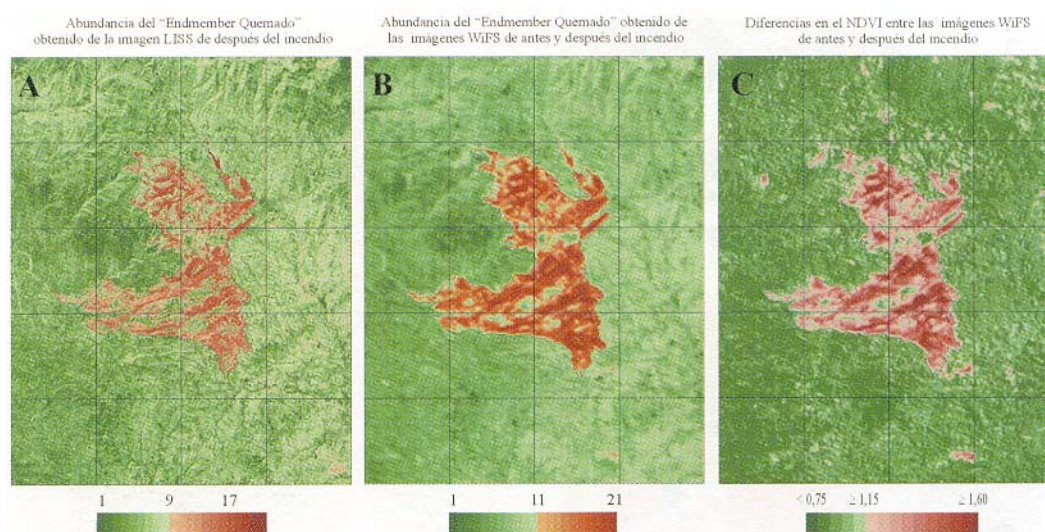 Abundancia del “Endmember Quemado”
obtenido de la imagen LISS de después del incendio
Abundancia del “Endmember Quemado” obtenido de
las imágenes WiFS de antes y después del incendio
Diferencias en el NDVI entre las imágenes WiFS
de antes y después del incendio
A
B
C
1 9 17
1 11 21
< 0,75 ≥ 1,15 ≥ 1,60